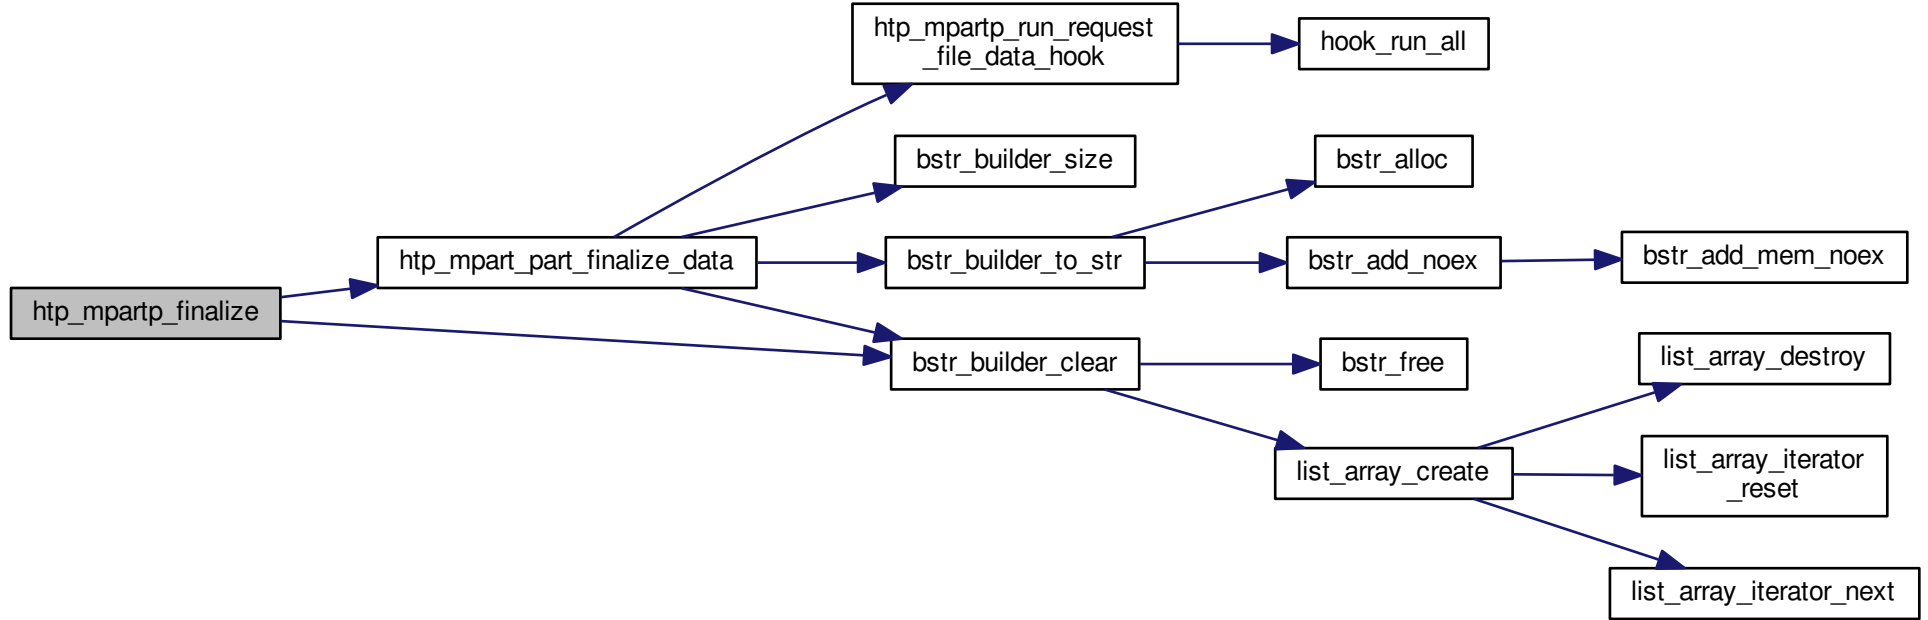 htp_mpartp_run_request
_file_data_hook
hook_run_all
bstr_builder_size
bstr_alloc
htp_mpart_part_finalize_data
bstr_builder_to_str
bstr_add_noex
bstr_add_mem_noex
htp_mpartp_finalize
bstr_builder_clear
bstr_free
list_array_destroy
list_array_create
list_array_iterator
_reset
list_array_iterator_next